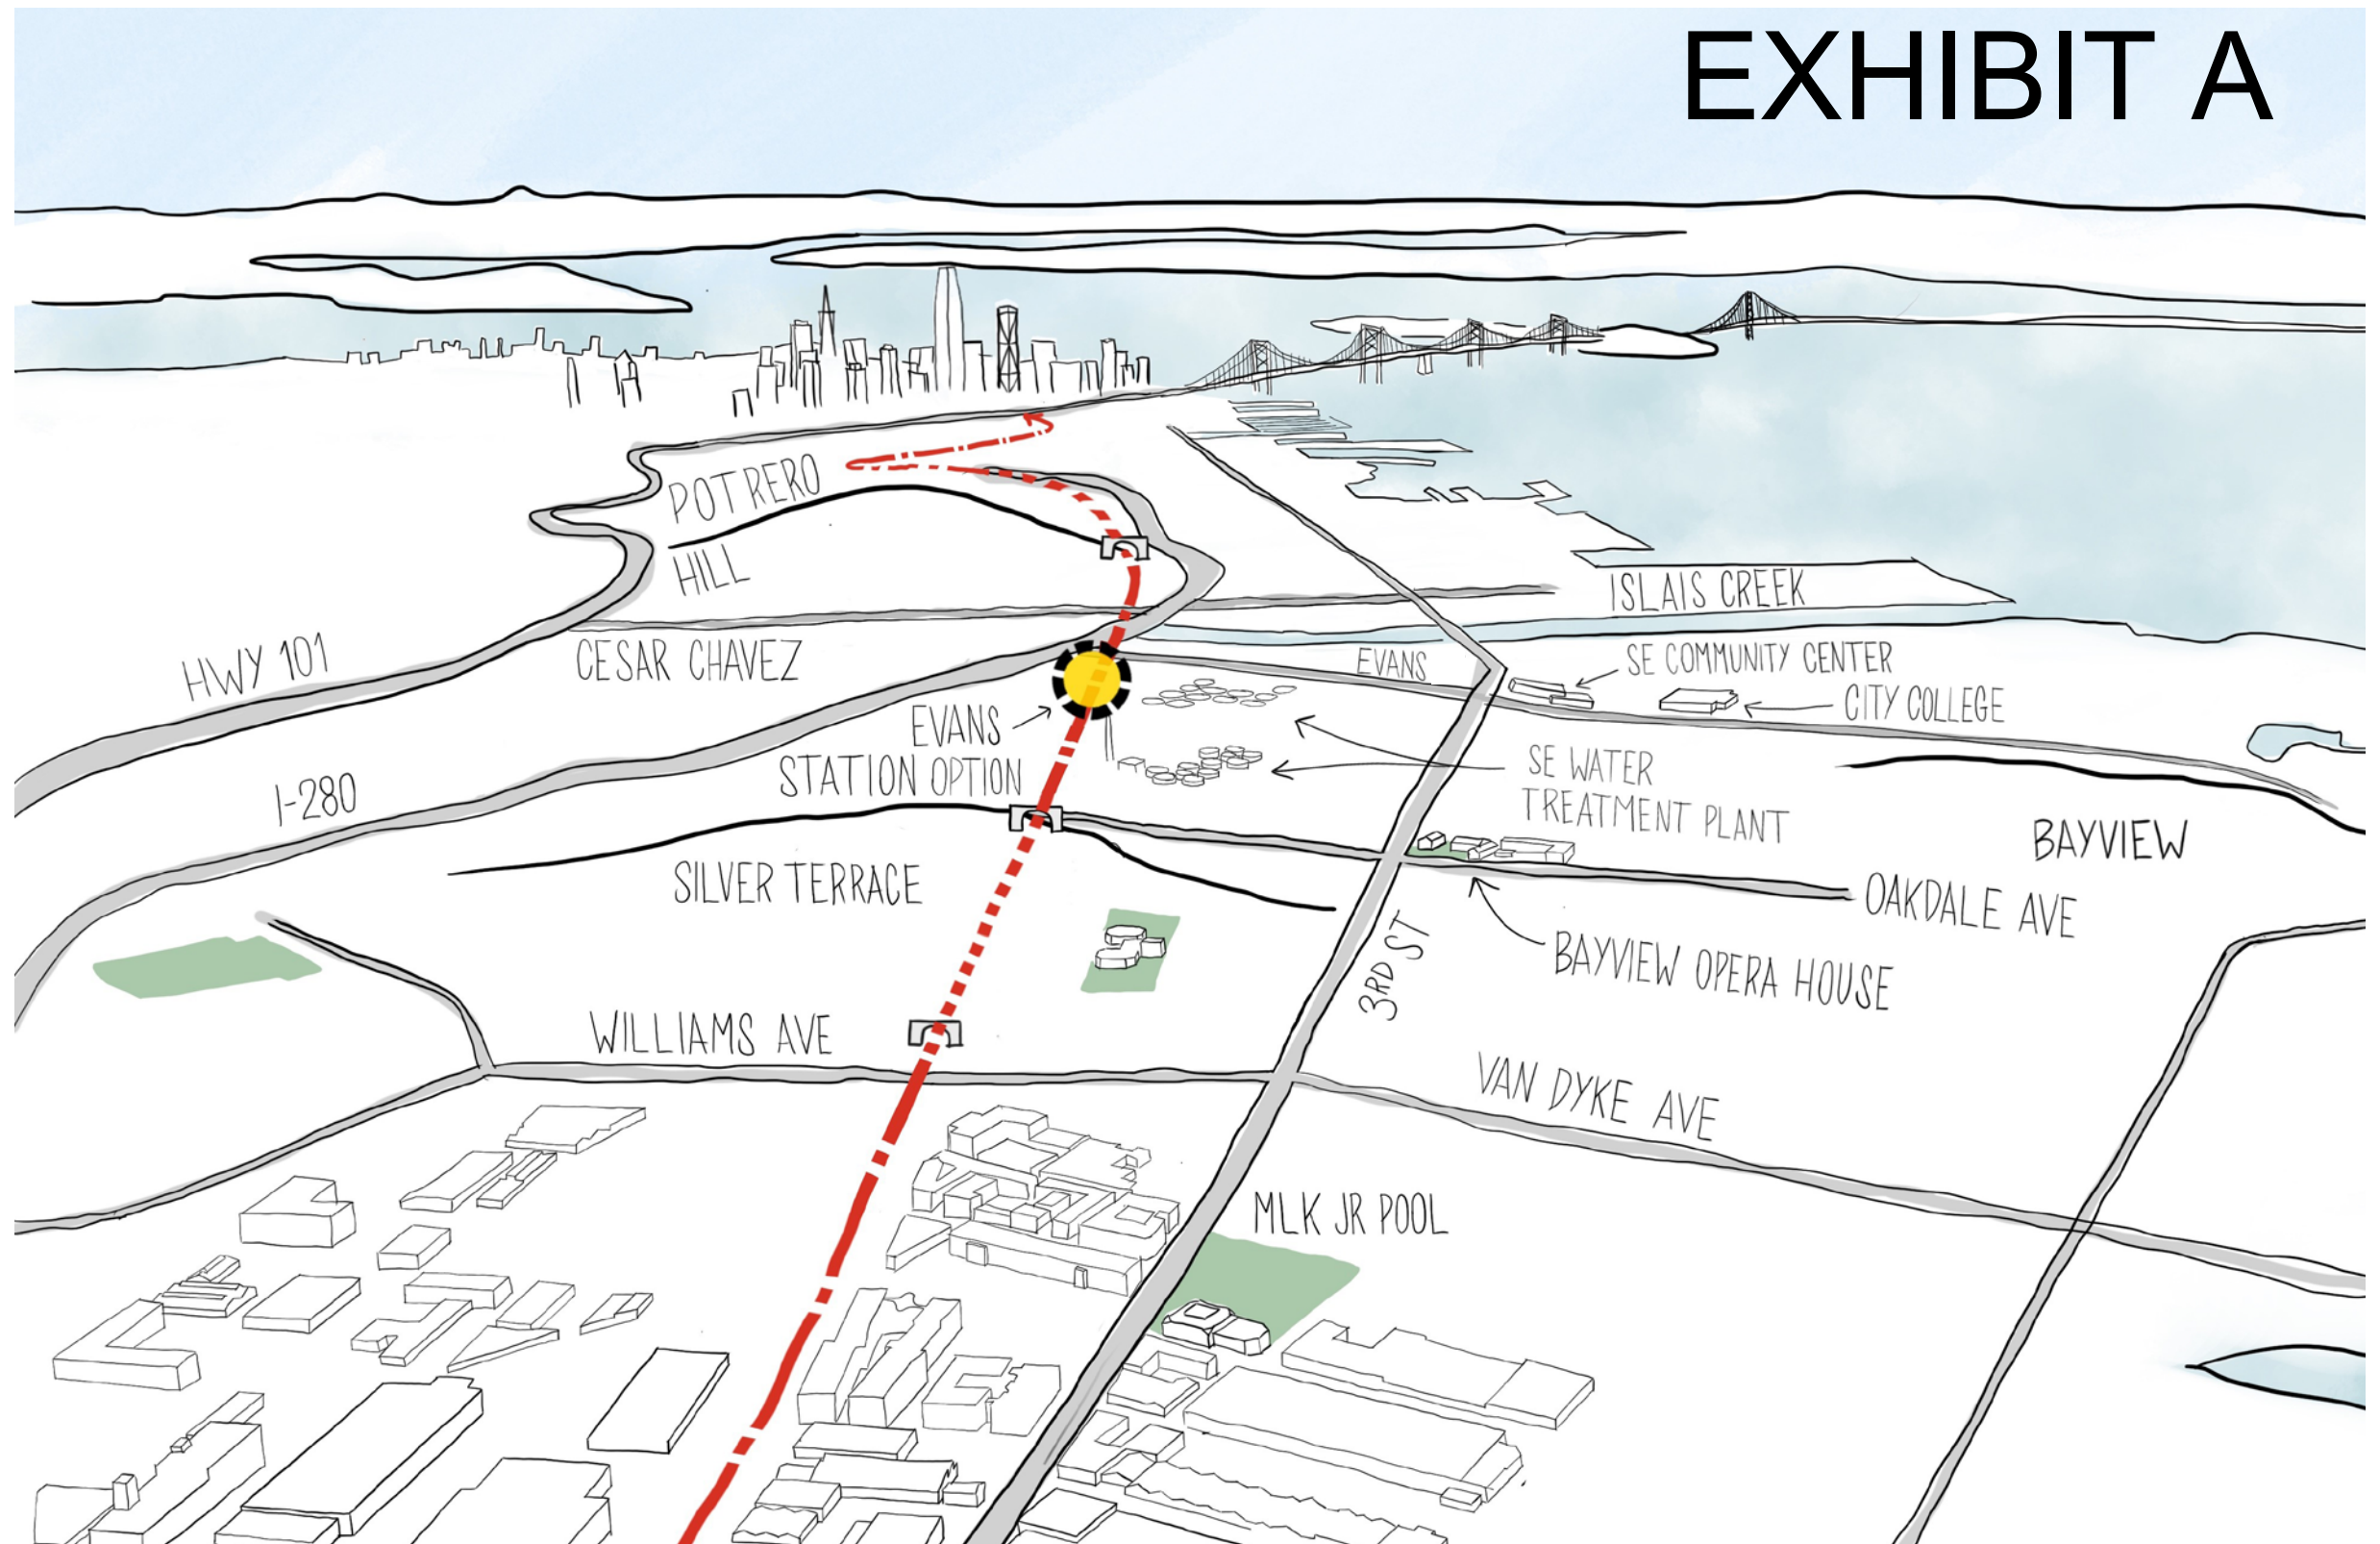 EXHIBIT A
POTRERO
HILL
ISLAIS CREEK
HWY 101
CESAR CHAVEZ
EVANS
SE COMMUNITY CENTER
CITY COLLEGE
EVANS
STATION OPTION
I-280
SE WATER
TREATMENT PLANT
BAYVIEW
SILVER TERRACE
OAKDALE AVE
3RD ST
BAYVIEW OPERA HOUSE
WILLIAMS AVE
VAN DYKE AVE
MLK JR POOL